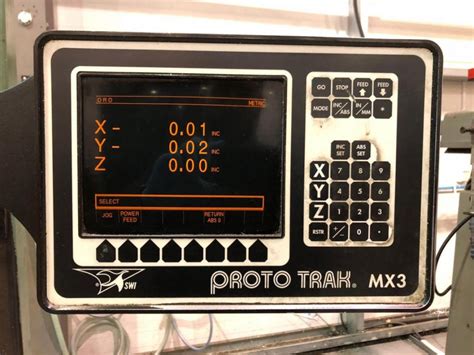 DRO METRIC
X - 0.01 INC
Y - 0.02 INC
Z 0.00 INC
SELECT
JOG POWER FEED RETURN ABS 0
GO STOP FEED FEED
MODE INC/ABS IN/MM *
INC SET ABS SET
X 7 8 9
Y 4 5 6
Z 1 2 3
RSTR 0 .
SWI PROTO TRAK® MX3